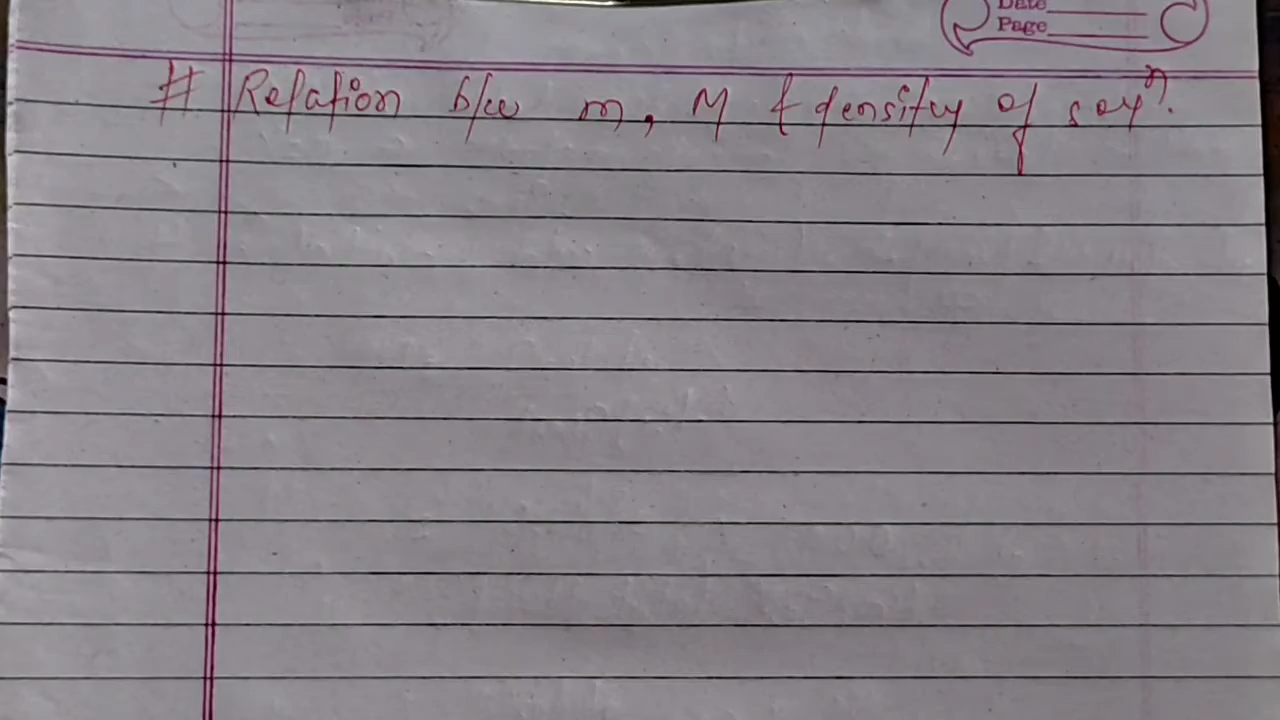 Date
Page
# Relation b/w m, M & density of solⁿ.